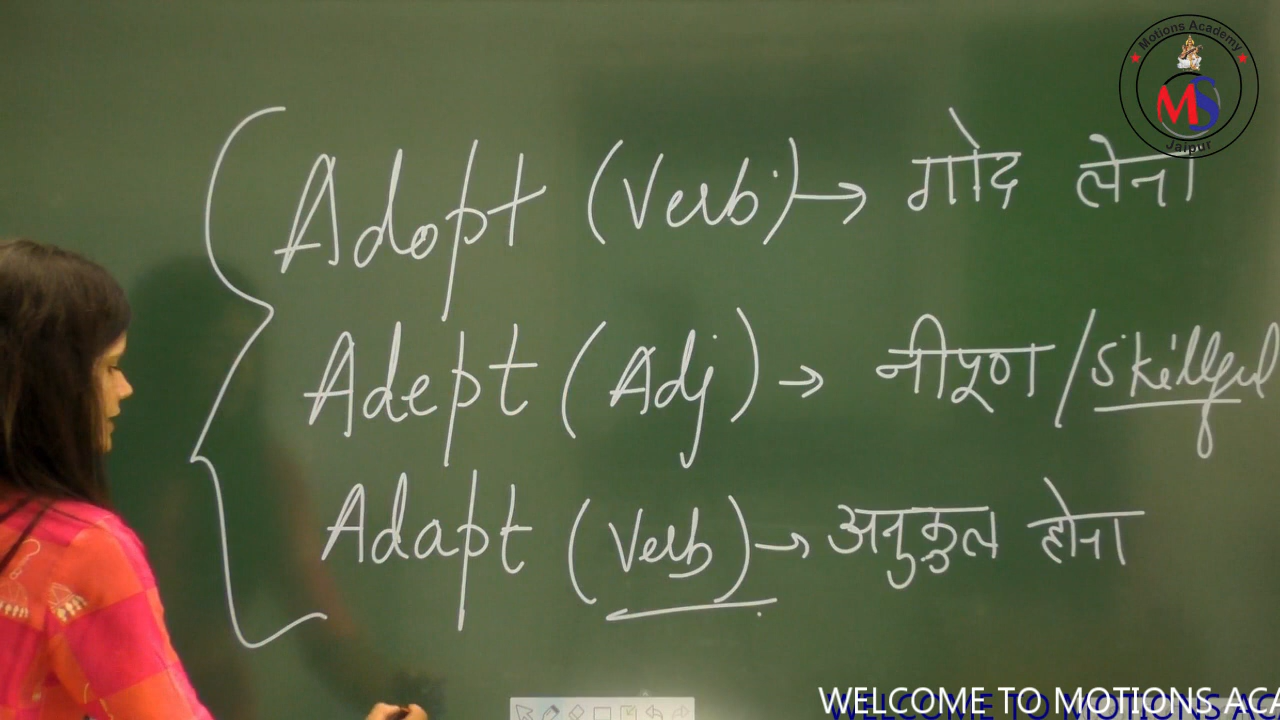 Motions Academy
MS
Jaipur
Adopt (Verb) → गोद लेना
Adept (Adj) → नीपूण / Skillful
Adapt (Verb) → अनुकुल होना
WELCOME TO MOTIONS ACA